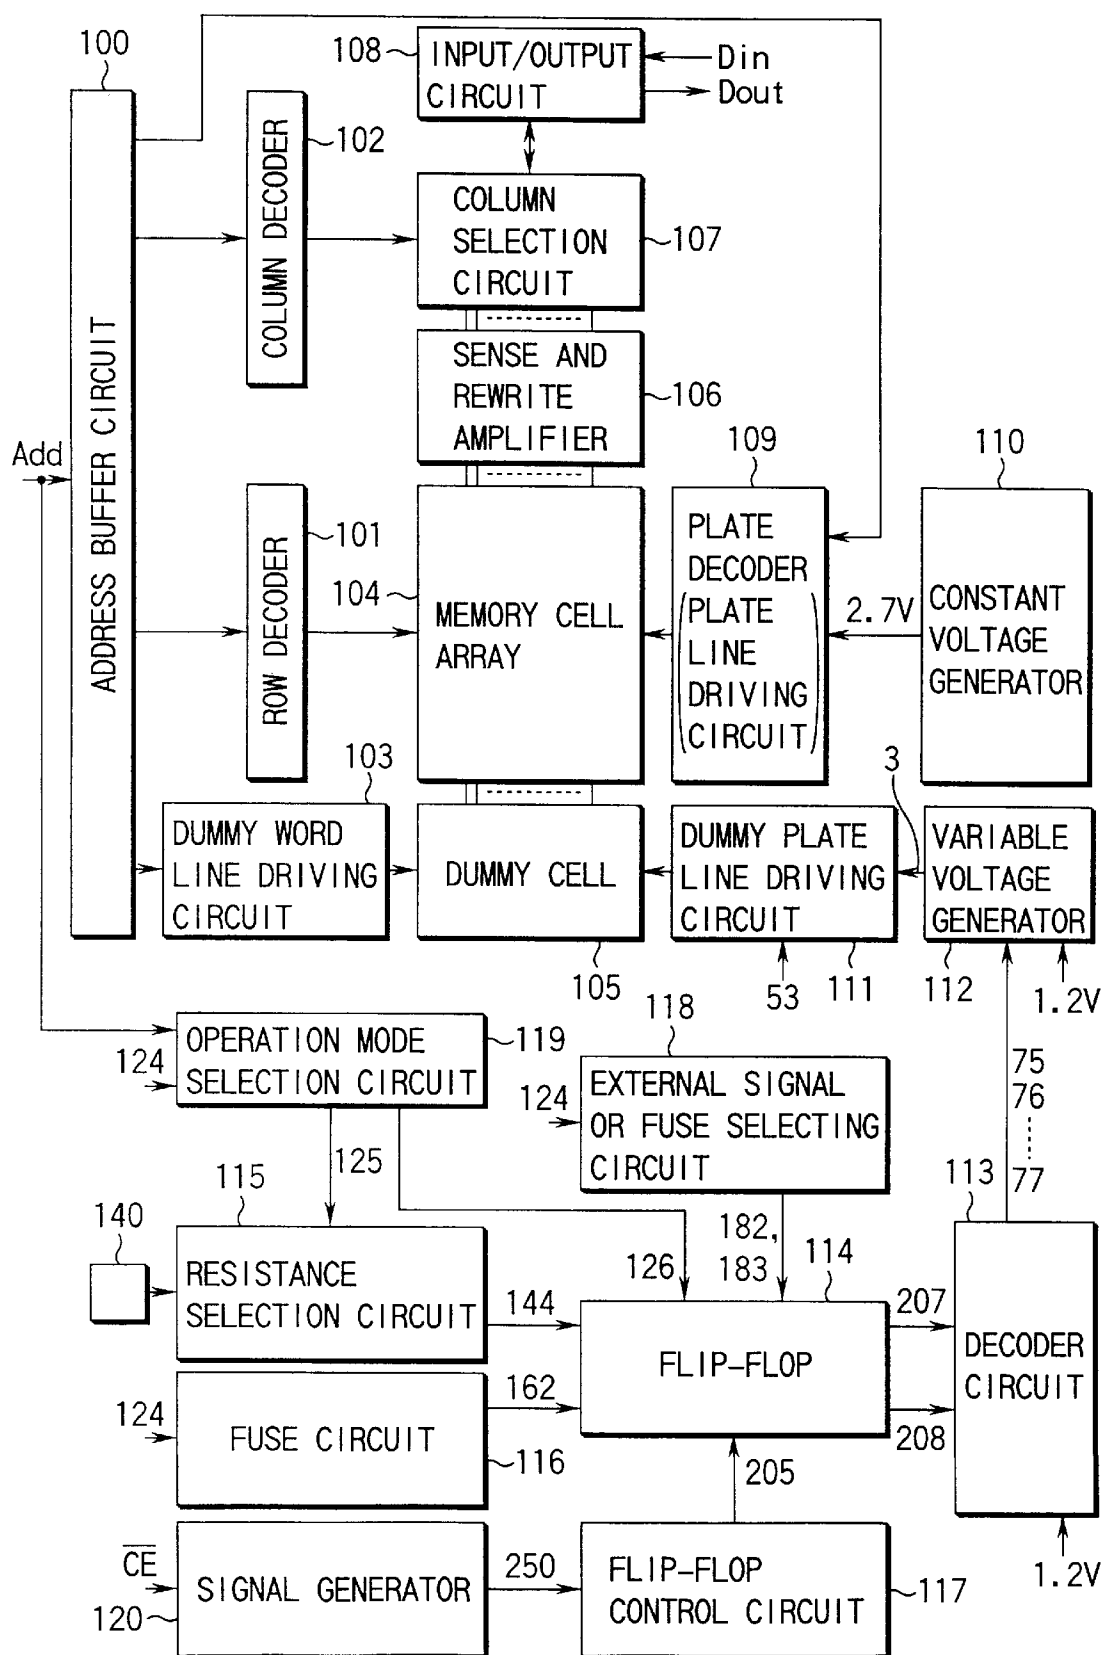 100
108
INPUT/OUTPUT
CIRCUIT
Din
Dout
102
COLUMN DECODER
COLUMN
SELECTION
CIRCUIT
107
SENSE AND
REWRITE
AMPLIFIER
106
Add
ADDRESS BUFFER CIRCUIT
109
110
101
ROW DECODER
104
MEMORY CELL
ARRAY
PLATE
DECODER
(PLATE
LINE
DRIVING
CIRCUIT)
2.7V
CONSTANT
VOLTAGE
GENERATOR
103
3
DUMMY WORD
LINE DRIVING
CIRCUIT
DUMMY CELL
DUMMY PLATE
LINE DRIVING
CIRCUIT
VARIABLE
VOLTAGE
GENERATOR
105
53
111
112
1.2V
118
OPERATION MODE
SELECTION CIRCUIT
119
124
EXTERNAL SIGNAL
OR FUSE SELECTING
CIRCUIT
124
75
76
77
125
115
113
140
182,
183
114
126
RESISTANCE
SELECTION CIRCUIT
144
207
FLIP-FLOP
DECODER
CIRCUIT
162
208
124
FUSE CIRCUIT
116
205
CE
120
SIGNAL GENERATOR
250
FLIP-FLOP
CONTROL CIRCUIT
117
1.2V